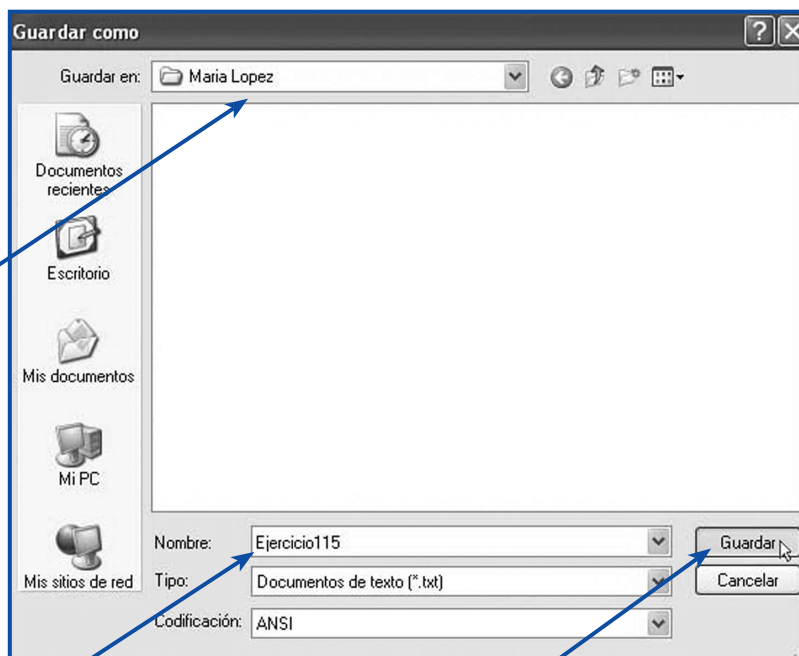 Guardar como
Guardar en: Maria Lopez
Documentos
recientes
Escritorio
Mis documentos
Mi PC
Mis sitios de red
Nombre: Ejercicio115
Guardar
Tipo: Documentos de texto (*.txt)
Cancelar
Codificación: ANSI